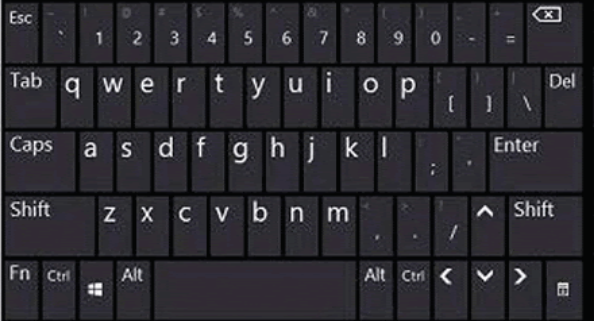 Esc ` 1 2 3 4 5 6 7 8 9 0 - =
Tab q w e r t y u i o p [ ] \ Del
Caps a s d f g h j k l ; ' Enter
Shift z x c v b n m , . / Shift
Fn Ctrl Alt Alt Ctrl